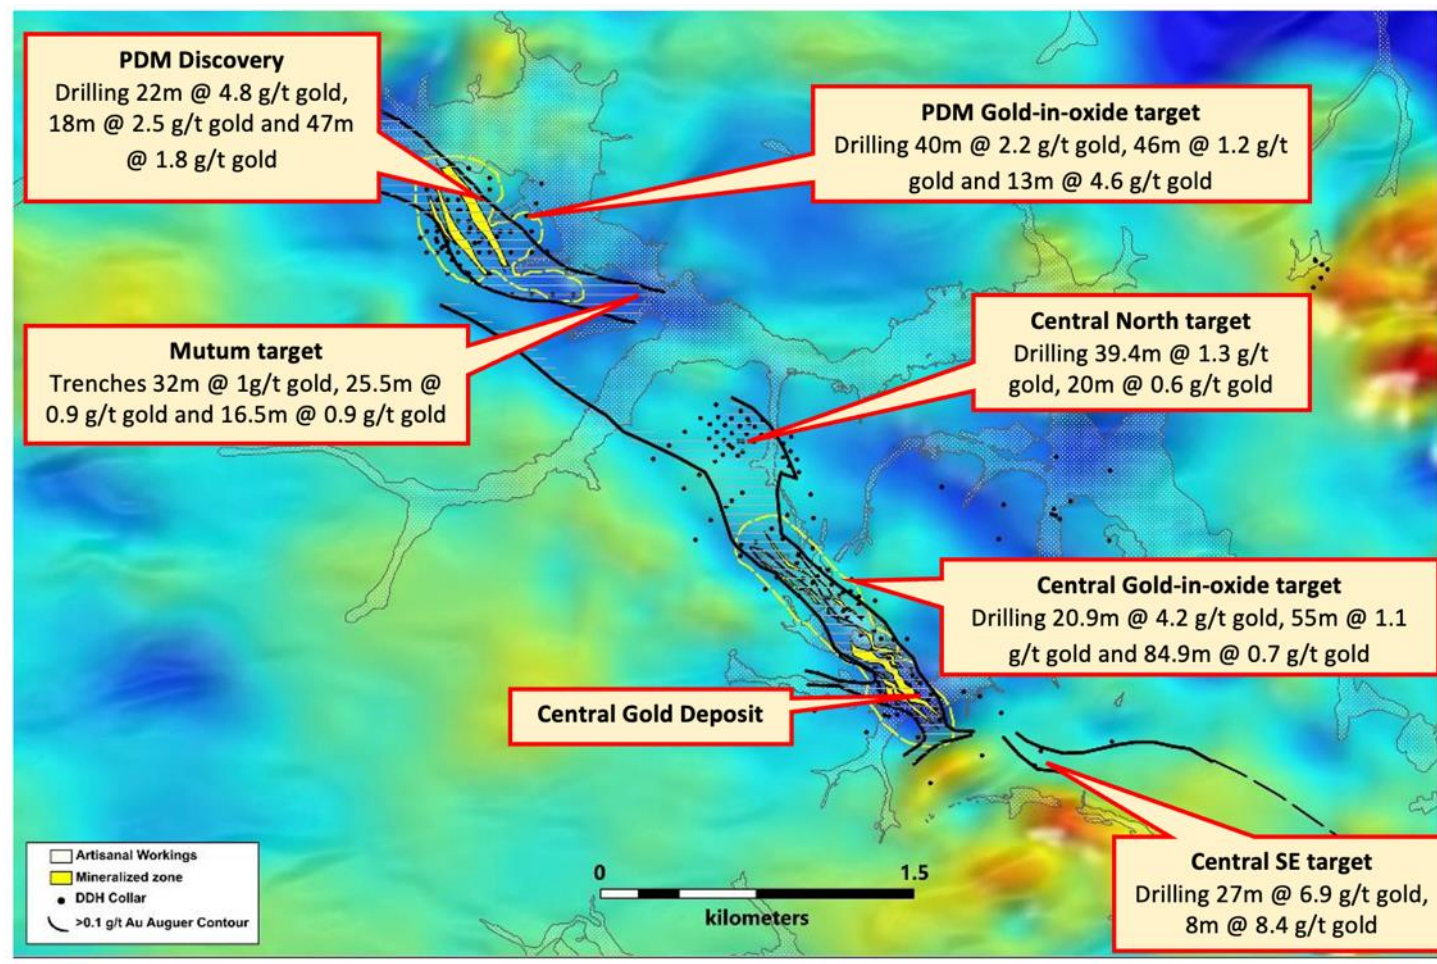 PDM Discovery
Drilling 22m @ 4.8 g/t gold,
18m @ 2.5 g/t gold and 47m
@ 1.8 g/t gold
PDM Gold-in-oxide target
Drilling 40m @ 2.2 g/t gold, 46m @ 1.2 g/t
gold and 13m @ 4.6 g/t gold
Mutum target
Trenches 32m @ 1g/t gold, 25.5m @
0.9 g/t gold and 16.5m @ 0.9 g/t gold
Central North target
Drilling 39.4m @ 1.3 g/t
gold, 20m @ 0.6 g/t gold
Central Gold-in-oxide target
Drilling 20.9m @ 4.2 g/t gold, 55m @ 1.1
g/t gold and 84.9m @ 0.7 g/t gold
Central Gold Deposit
Central SE target
Drilling 27m @ 6.9 g/t gold,
8m @ 8.4 g/t gold
Artisanal Workings
Mineralized zone
DDH Collar
>0.1 g/t Au Auguer Contour
0 1.5
kilometers